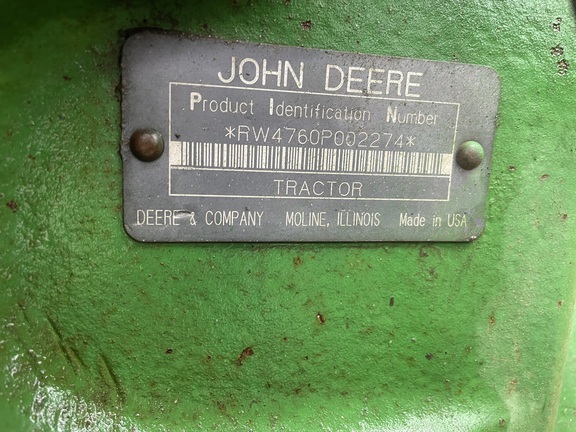 JOHN DEERE
Product Identification Number
*RW4760P002274*
TRACTOR
DEERE & COMPANY MOLINE, ILLINOIS Made in USA